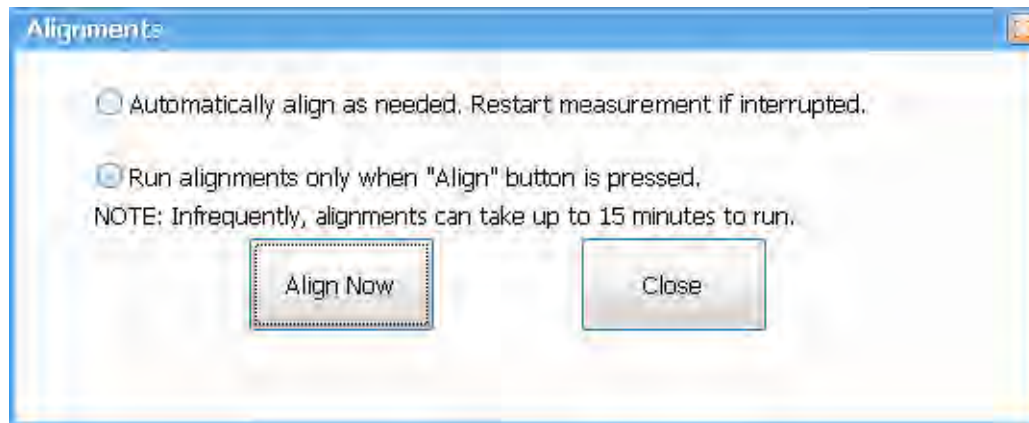 Alignments
Automatically align as needed. Restart measurement if interrupted.
Run alignments only when "Align" button is pressed.
NOTE: Infrequently, alignments can take up to 15 minutes to run.
Align Now
Close